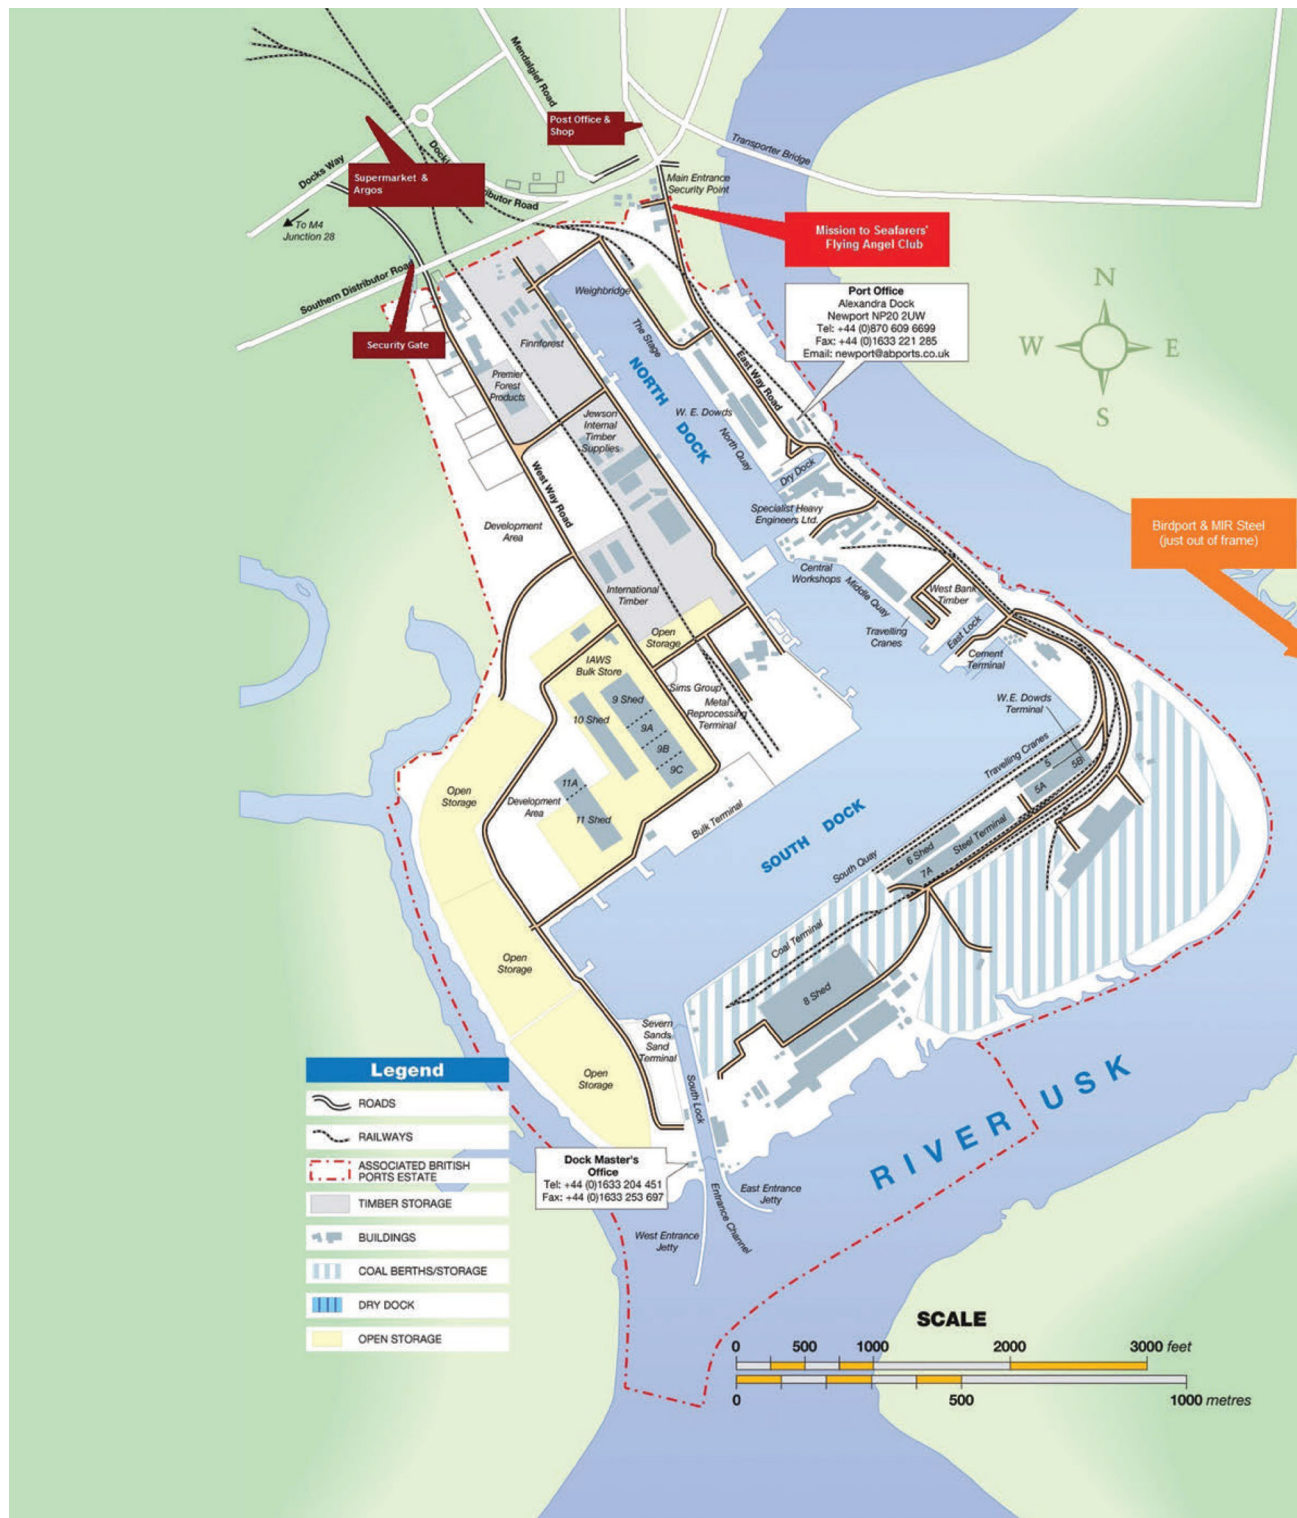 Mendalgief Road
Post Office &
Shop
Transporter Bridge
Docks Way
Supermarket &
Argos
Main Entrance
Security Point
To M4
Junction 28
Mission to Seafarers'
Flying Angel Club
Southern Distributor Road
Security Gate
Weighbridge
The Stage
Finnforest
Premier
Forest
Products
NORTH DOCK
East Way Road
Port Office
Alexandra Dock
Newport NP20 2UW
Tel: +44 (0)870 609 6699
Fax: +44 (0)1633 221 285
Email: newport@abports.co.uk
N
W
E
S
Jewson
Internal
Timber
Supplies
W. E. Dowds
North Quay
Dry Dock
West Way Road
Development
Area
Specialist Heavy
Engineers Ltd.
Birdport & MIR Steel
(just out of frame)
Central
Workshops
Middle Quay
West Bank
Timber
International
Timber
Travelling
Cranes
East Lock
Cement
Terminal
Open
Storage
IAWS
Bulk Store
Sims Group
Metal
Reprocessing
Terminal
W.E. Dowds
Terminal
9 Shed
10 Shed
9A
9B
9C
11A
11 Shed
Travelling Cranes
5
5B
5A
Open
Storage
Development
Area
Bulk Terminal
SOUTH DOCK
South Quay
6 Shed
Steel Terminal
7A
Coal Terminal
8 Shed
Open
Storage
Severn
Sands
Sand
Terminal
Open
Storage
South Lock
RIVER USK
Dock Master's
Office
Tel: +44 (0)1633 204 451
Fax: +44 (0)1633 253 697
East Entrance
Jetty
Entrance Channel
West Entrance
Jetty
Legend
ROADS
RAILWAYS
ASSOCIATED BRITISH
PORTS ESTATE
TIMBER STORAGE
BUILDINGS
COAL BERTHS/STORAGE
DRY DOCK
OPEN STORAGE
SCALE
0 500 1000 2000 3000 feet
0 500 1000 metres